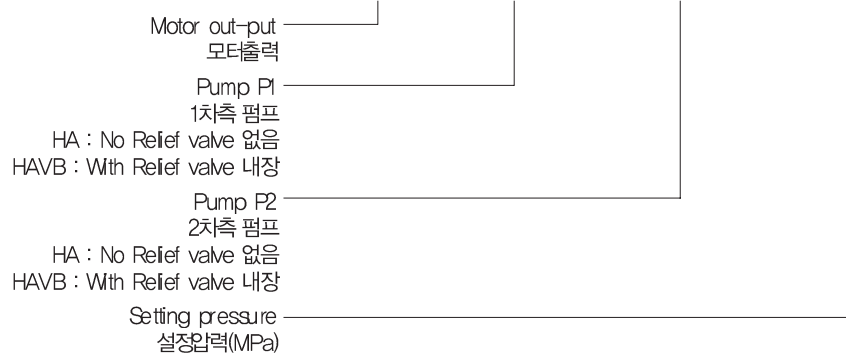 Motor out-put
모터출력
Pump P1
1차측 펌프
HA : No Relief valve 없음
HAVB : With Relief valve 내장
Pump P2
2차측 펌프
HA : No Relief valve 없음
HAVB : With Relief valve 내장
Setting pressure
설정압력(MPa)